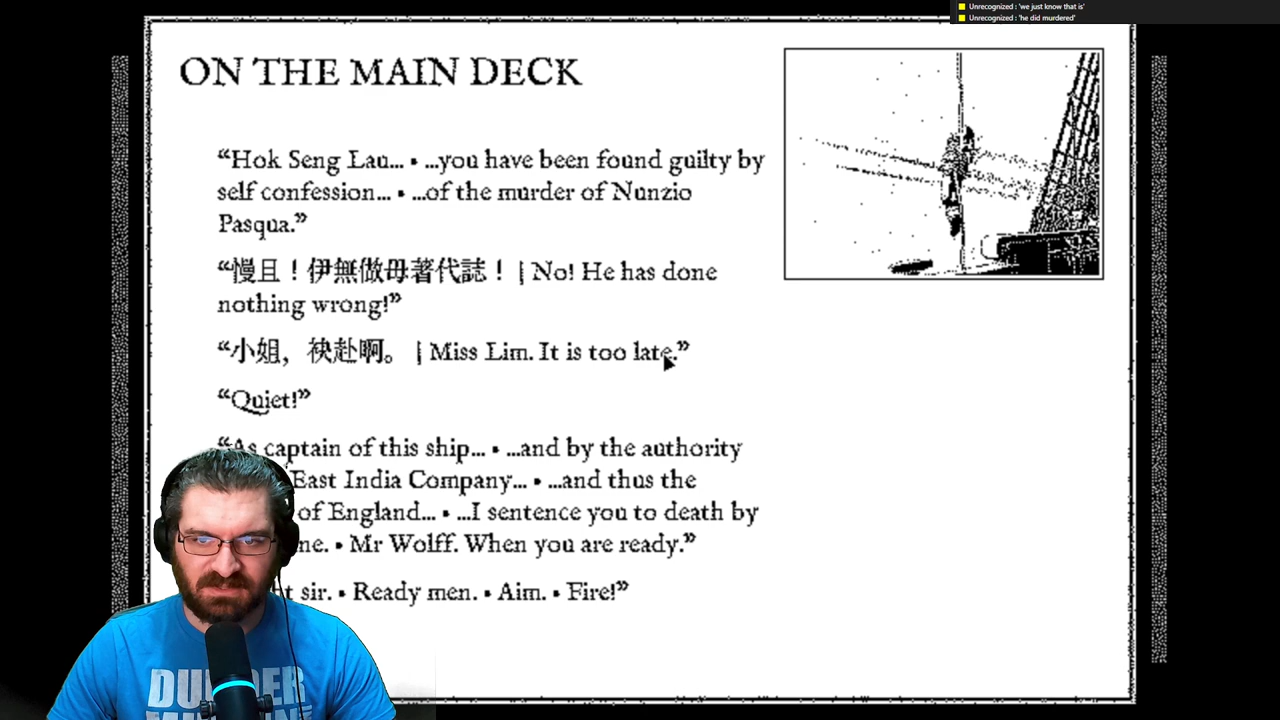 Unrecognized : 'we just know that is'
Unrecognized : 'he did murdered'
ON THE MAIN DECK
“Hok Seng Lau... • ...you have been found guilty by
self confession... • ...of the murder of Nunzio
Pasqua.”
“慢且！伊無做毋著代誌！ | No! He has done
nothing wrong!”
“小姐，袂赴啊。 | Miss Lim. It is too late.”
“Quiet!”
“As captain of this ship... • ...and by the authority
East India Company... • ...and thus the
of England... • ...I sentence you to death by
• Mr Wolff. When you are ready.”
sir. • Ready men. • Aim. • Fire!”